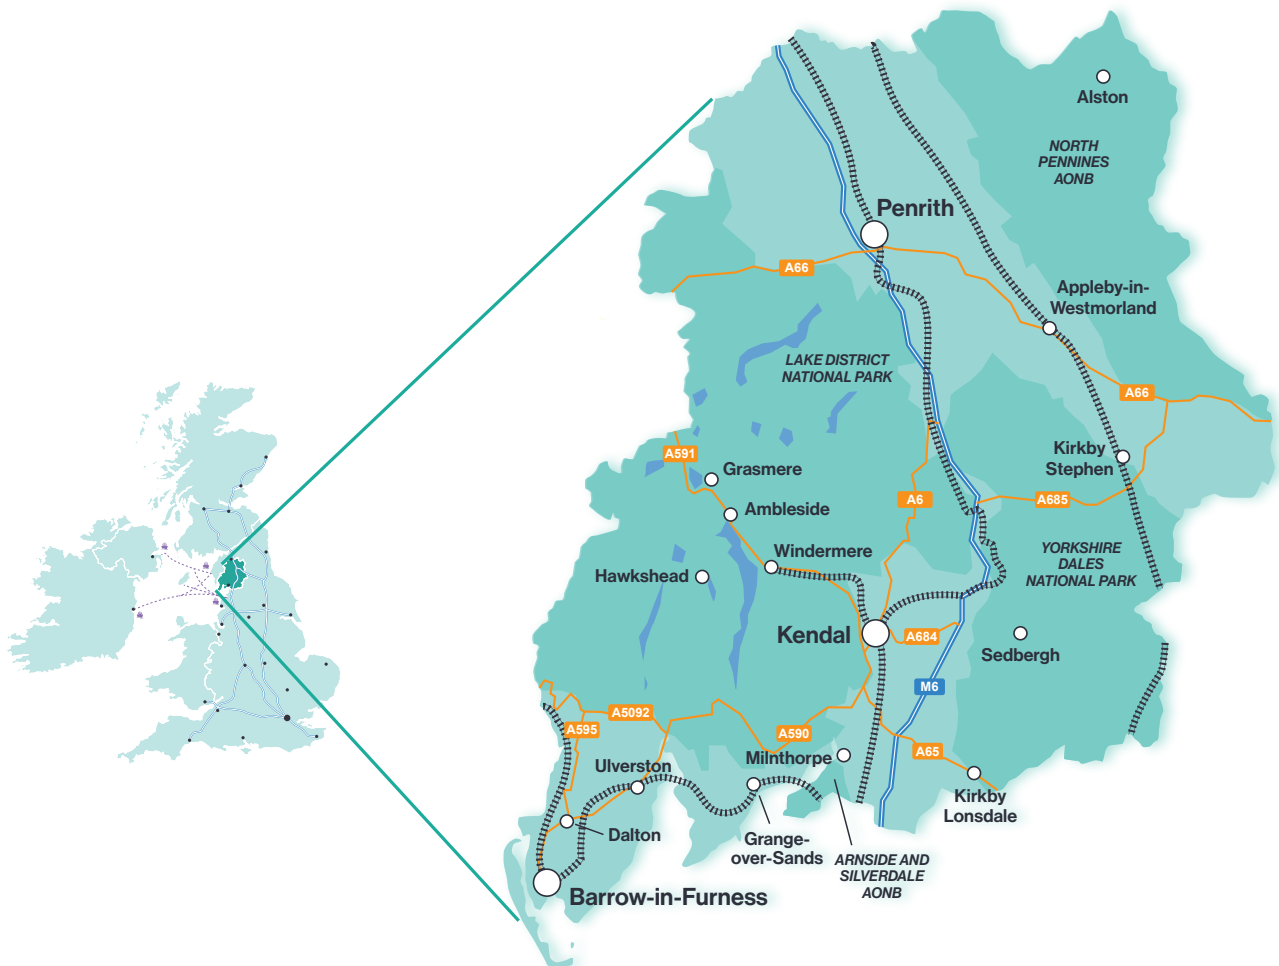 Alston
NORTH
PENNINES
AONB
Penrith
A66
Appleby-in-
Westmorland
LAKE DISTRICT
NATIONAL PARK
A66
A591
Kirkby
Stephen
Grasmere
A6
A685
Ambleside
Windermere
YORKSHIRE
DALES
NATIONAL PARK
Hawkshead
Kendal
A684
Sedbergh
M6
A5092
A595
A590
A65
Milnthorpe
Ulverston
Kirkby
Lonsdale
Dalton
Grange-
over-Sands
ARNSIDE AND
SILVERDALE
AONB
Barrow-in-Furness